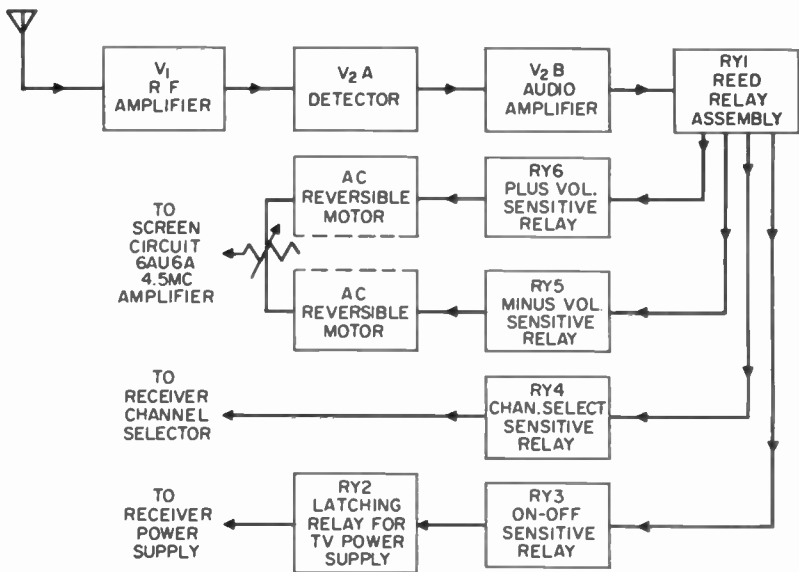 V1
R F
AMPLIFIER
V2A
DETECTOR
V2B
AUDIO
AMPLIFIER
RY1
REED
RELAY
ASSEMBLY
TO
SCREEN
CIRCUIT
6AU6A
4.5MC
AMPLIFIER
AC
REVERSIBLE
MOTOR
RY6
PLUS VOL.
SENSITIVE
RELAY
AC
REVERSIBLE
MOTOR
RY5
MINUS VOL.
SENSITIVE
RELAY
TO
RECEIVER
CHANNEL
SELECTOR
RY4
CHAN.SELECT
SENSITIVE
RELAY
TO
RECEIVER
POWER
SUPPLY
RY2
LATCHING
RELAY FOR
TV POWER
SUPPLY
RY3
ON-OFF
SENSITIVE
RELAY